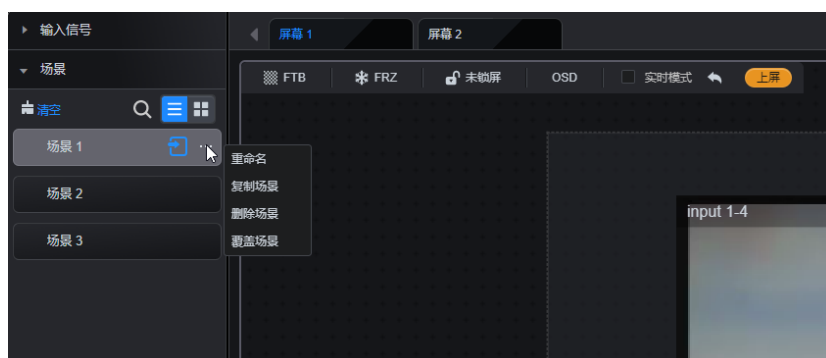 输入信号
屏幕 1
屏幕 2
场景
FTB
FRZ
未锁屏
OSD
实时模式
上屏
清空
场景 1
重命名
复制场景
删除场景
覆盖场景
场景 2
场景 3
input 1-4